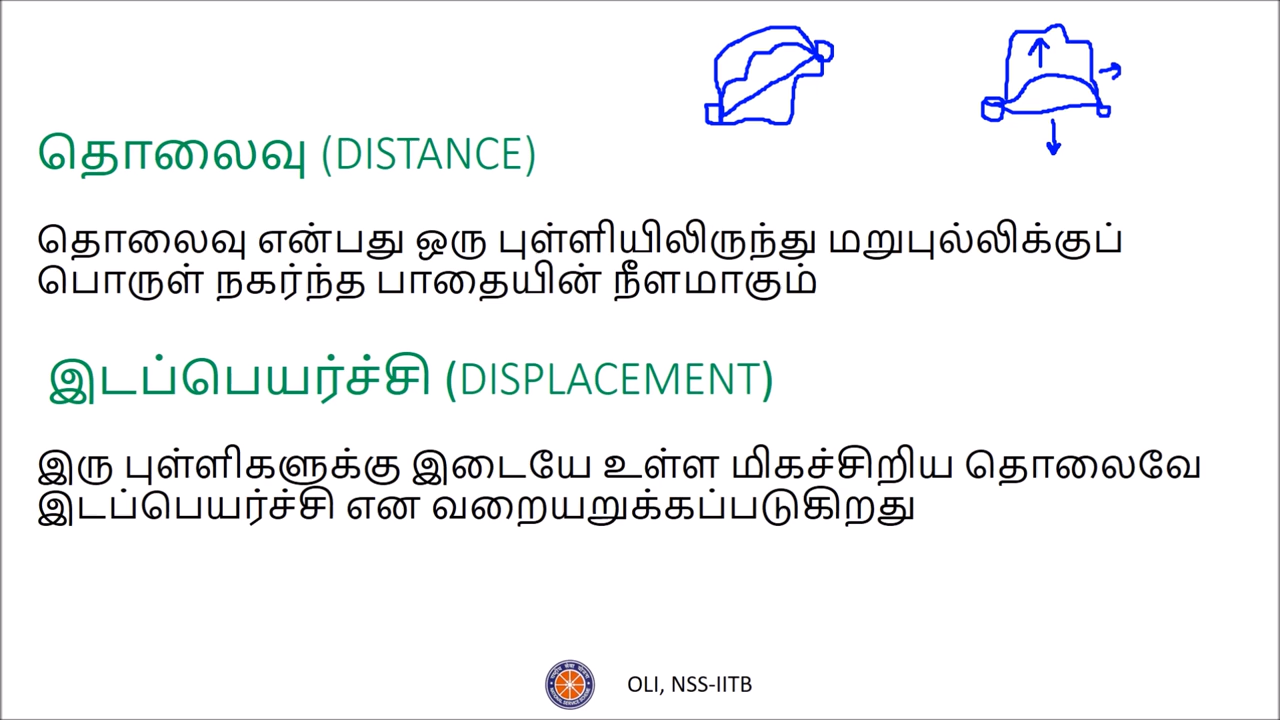 தொலைவு (DISTANCE)
தொலைவு என்பது ஒரு புள்ளியிலிருந்து மறுபுல்லிக்குப்
பொருள் நகர்ந்த பாதையின் நீளமாகும்
இடப்பெயர்ச்சி (DISPLACEMENT)
இரு புள்ளிகளுக்கு இடையே உள்ள மிகச்சிறிய தொலைவே
இடப்பெயர்ச்சி என வறையறுக்கப்படுகிறது
OLI, NSS-IITB